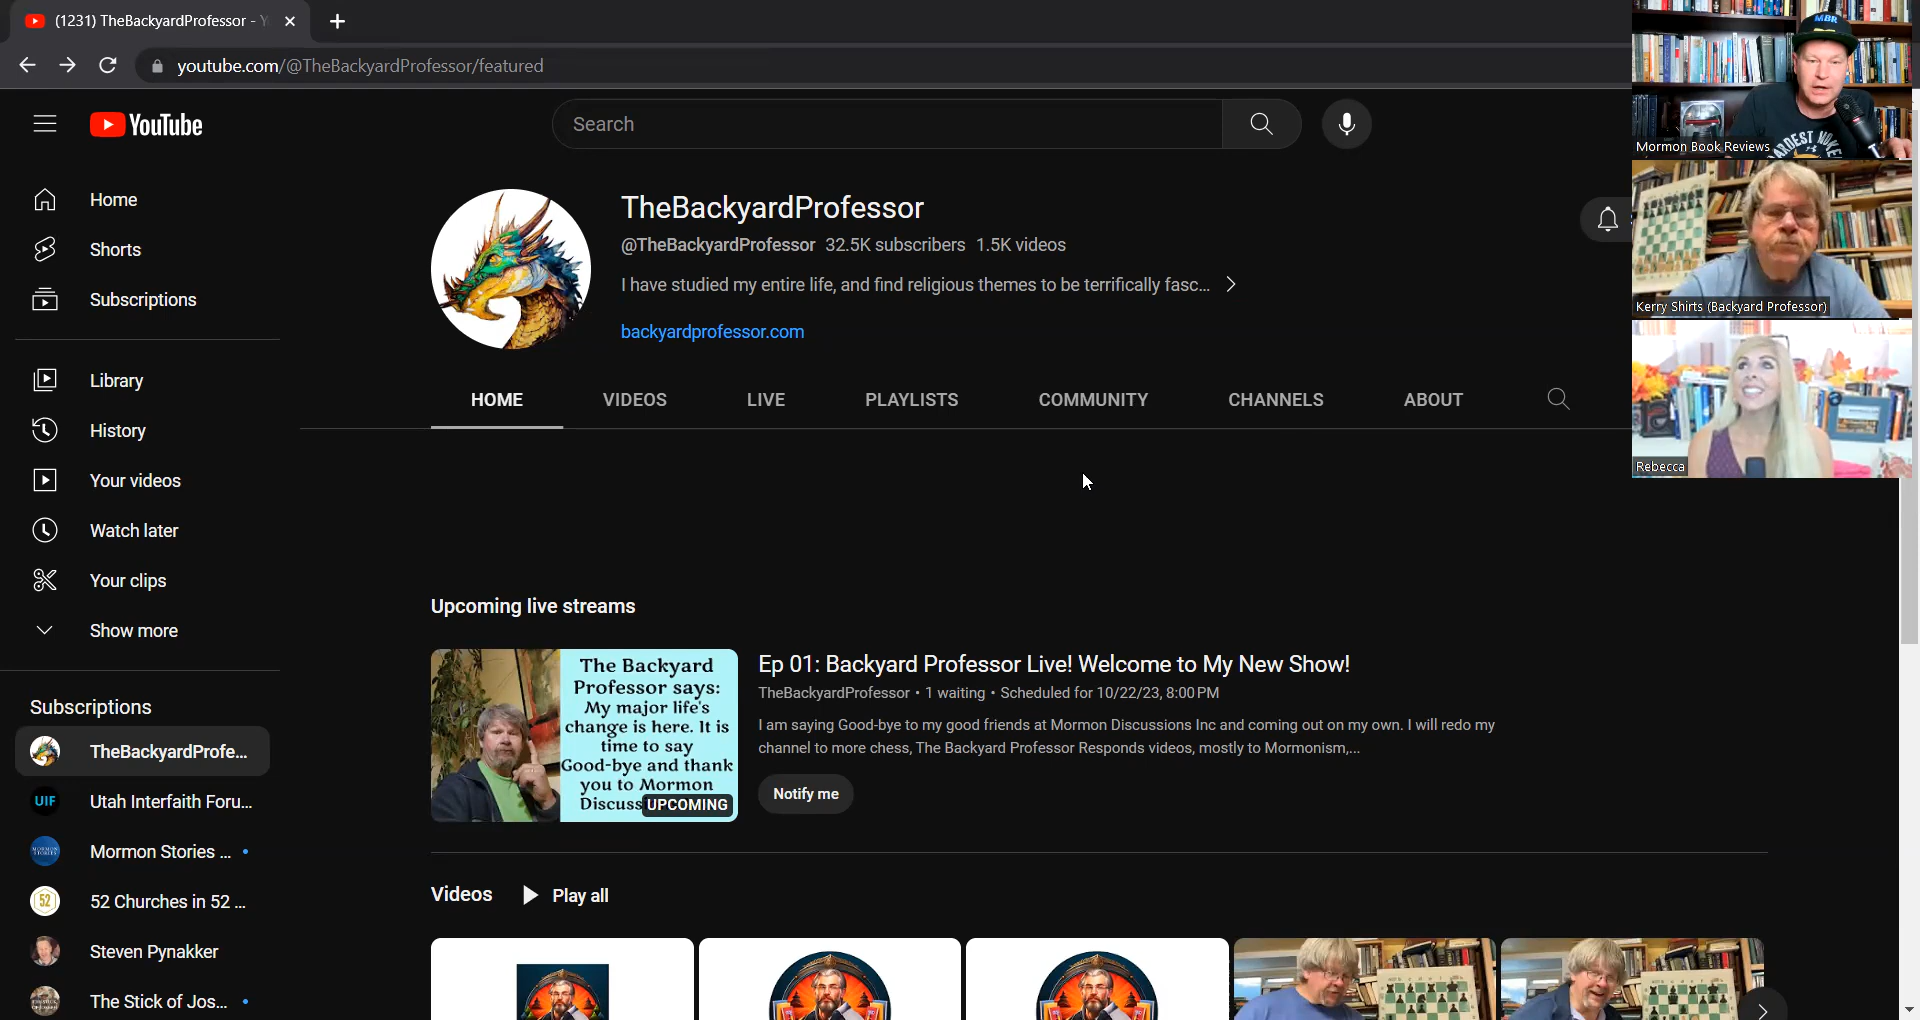 (1231) TheBackyardProfessor - Y
youtube.com/@TheBackyardProfessor/featured
YouTube
Search
Home
Shorts
Subscriptions
Library
History
Your videos
Watch later
Your clips
Show more
Subscriptions
TheBackyardProfe...
UIF
Utah Interfaith Foru...
Mormon Stories ...
52
52 Churches in 52 ...
Steven Pynakker
The Stick of Jos...
TheBackyardProfessor
@TheBackyardProfessor 32.5K subscribers 1.5K videos
I have studied my entire life, and find religious themes to be terrifically fasc...
backyardprofessor.com
HOME VIDEOS LIVE PLAYLISTS COMMUNITY CHANNELS ABOUT
Upcoming live streams
The Backyard
Professor says:
My major life's
change is here. It is
time to say
Good-bye and thank
you to Mormon
Discuss
UPCOMING
Ep 01: Backyard Professor Live! Welcome to My New Show!
TheBackyardProfessor • 1 waiting • Scheduled for 10/22/23, 8:00 PM
I am saying Good-bye to my good friends at Mormon Discussions Inc and coming out on my own. I will redo my
channel to more chess, The Backyard Professor Responds videos, mostly to Mormonism,...
Notify me
Videos Play all
MBR
Mormon Book Reviews
Kerry Shirts (Backyard Professor)
Rebecca